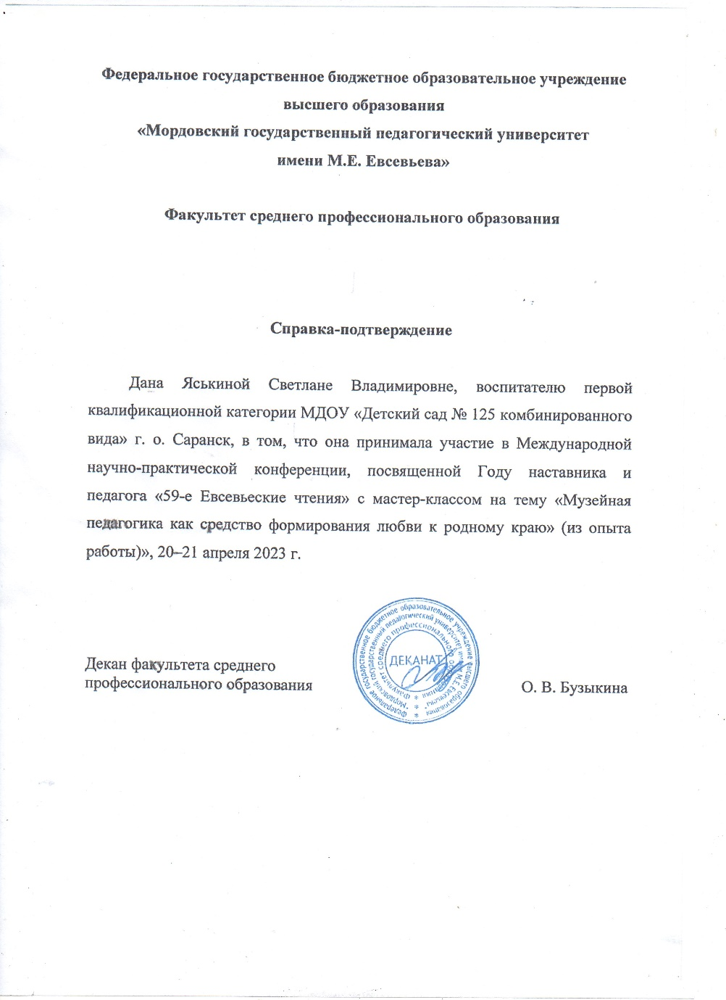 Федеральное государственное бюджетное образовательное учреждение
высшего образования
«Мордовский государственный педагогический университет
имени М.Е. Евсевьева»
Факультет среднего профессионального образования
Справка-подтверждение
Дана Яськиной Светлане Владимировне, воспитателю первой
квалификационной категории МДОУ «Детский сад № 125 комбинированного
вида» г. о. Саранск, в том, что она принимала участие в Международной
научно-практической конференции, посвященной Году наставника и
педагога «59-е Евсевьеские чтения» с мастер-классом на тему «Музейная
педагогика как средство формирования любви к родному краю» (из опыта
работы)», 20–21 апреля 2023 г.
Федеральное государственное бюджетное образовательное учреждение высшего образования
"Мордовский государственный педагогический университет имени М.Е. Евсевьева"
Факультет среднего профессионального образования
ДЕКАНАТ
Декан факультета среднего
профессионального образования
О. В. Бузыкина